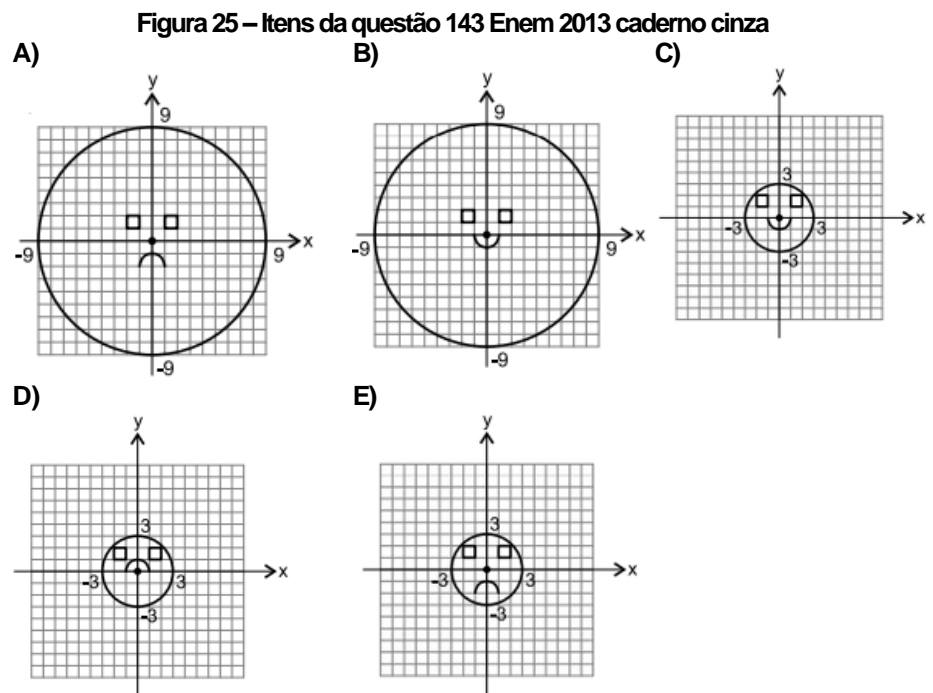 Figura 25 – Itens da questão 143 Enem 2013 caderno cinza
A)
y
9
-9
9
x
-9
B)
y
9
-9
9
x
-9
C)
y
3
-3
3
x
-3
D)
y
3
-3
3
x
-3
E)
y
3
-3
3
x
-3